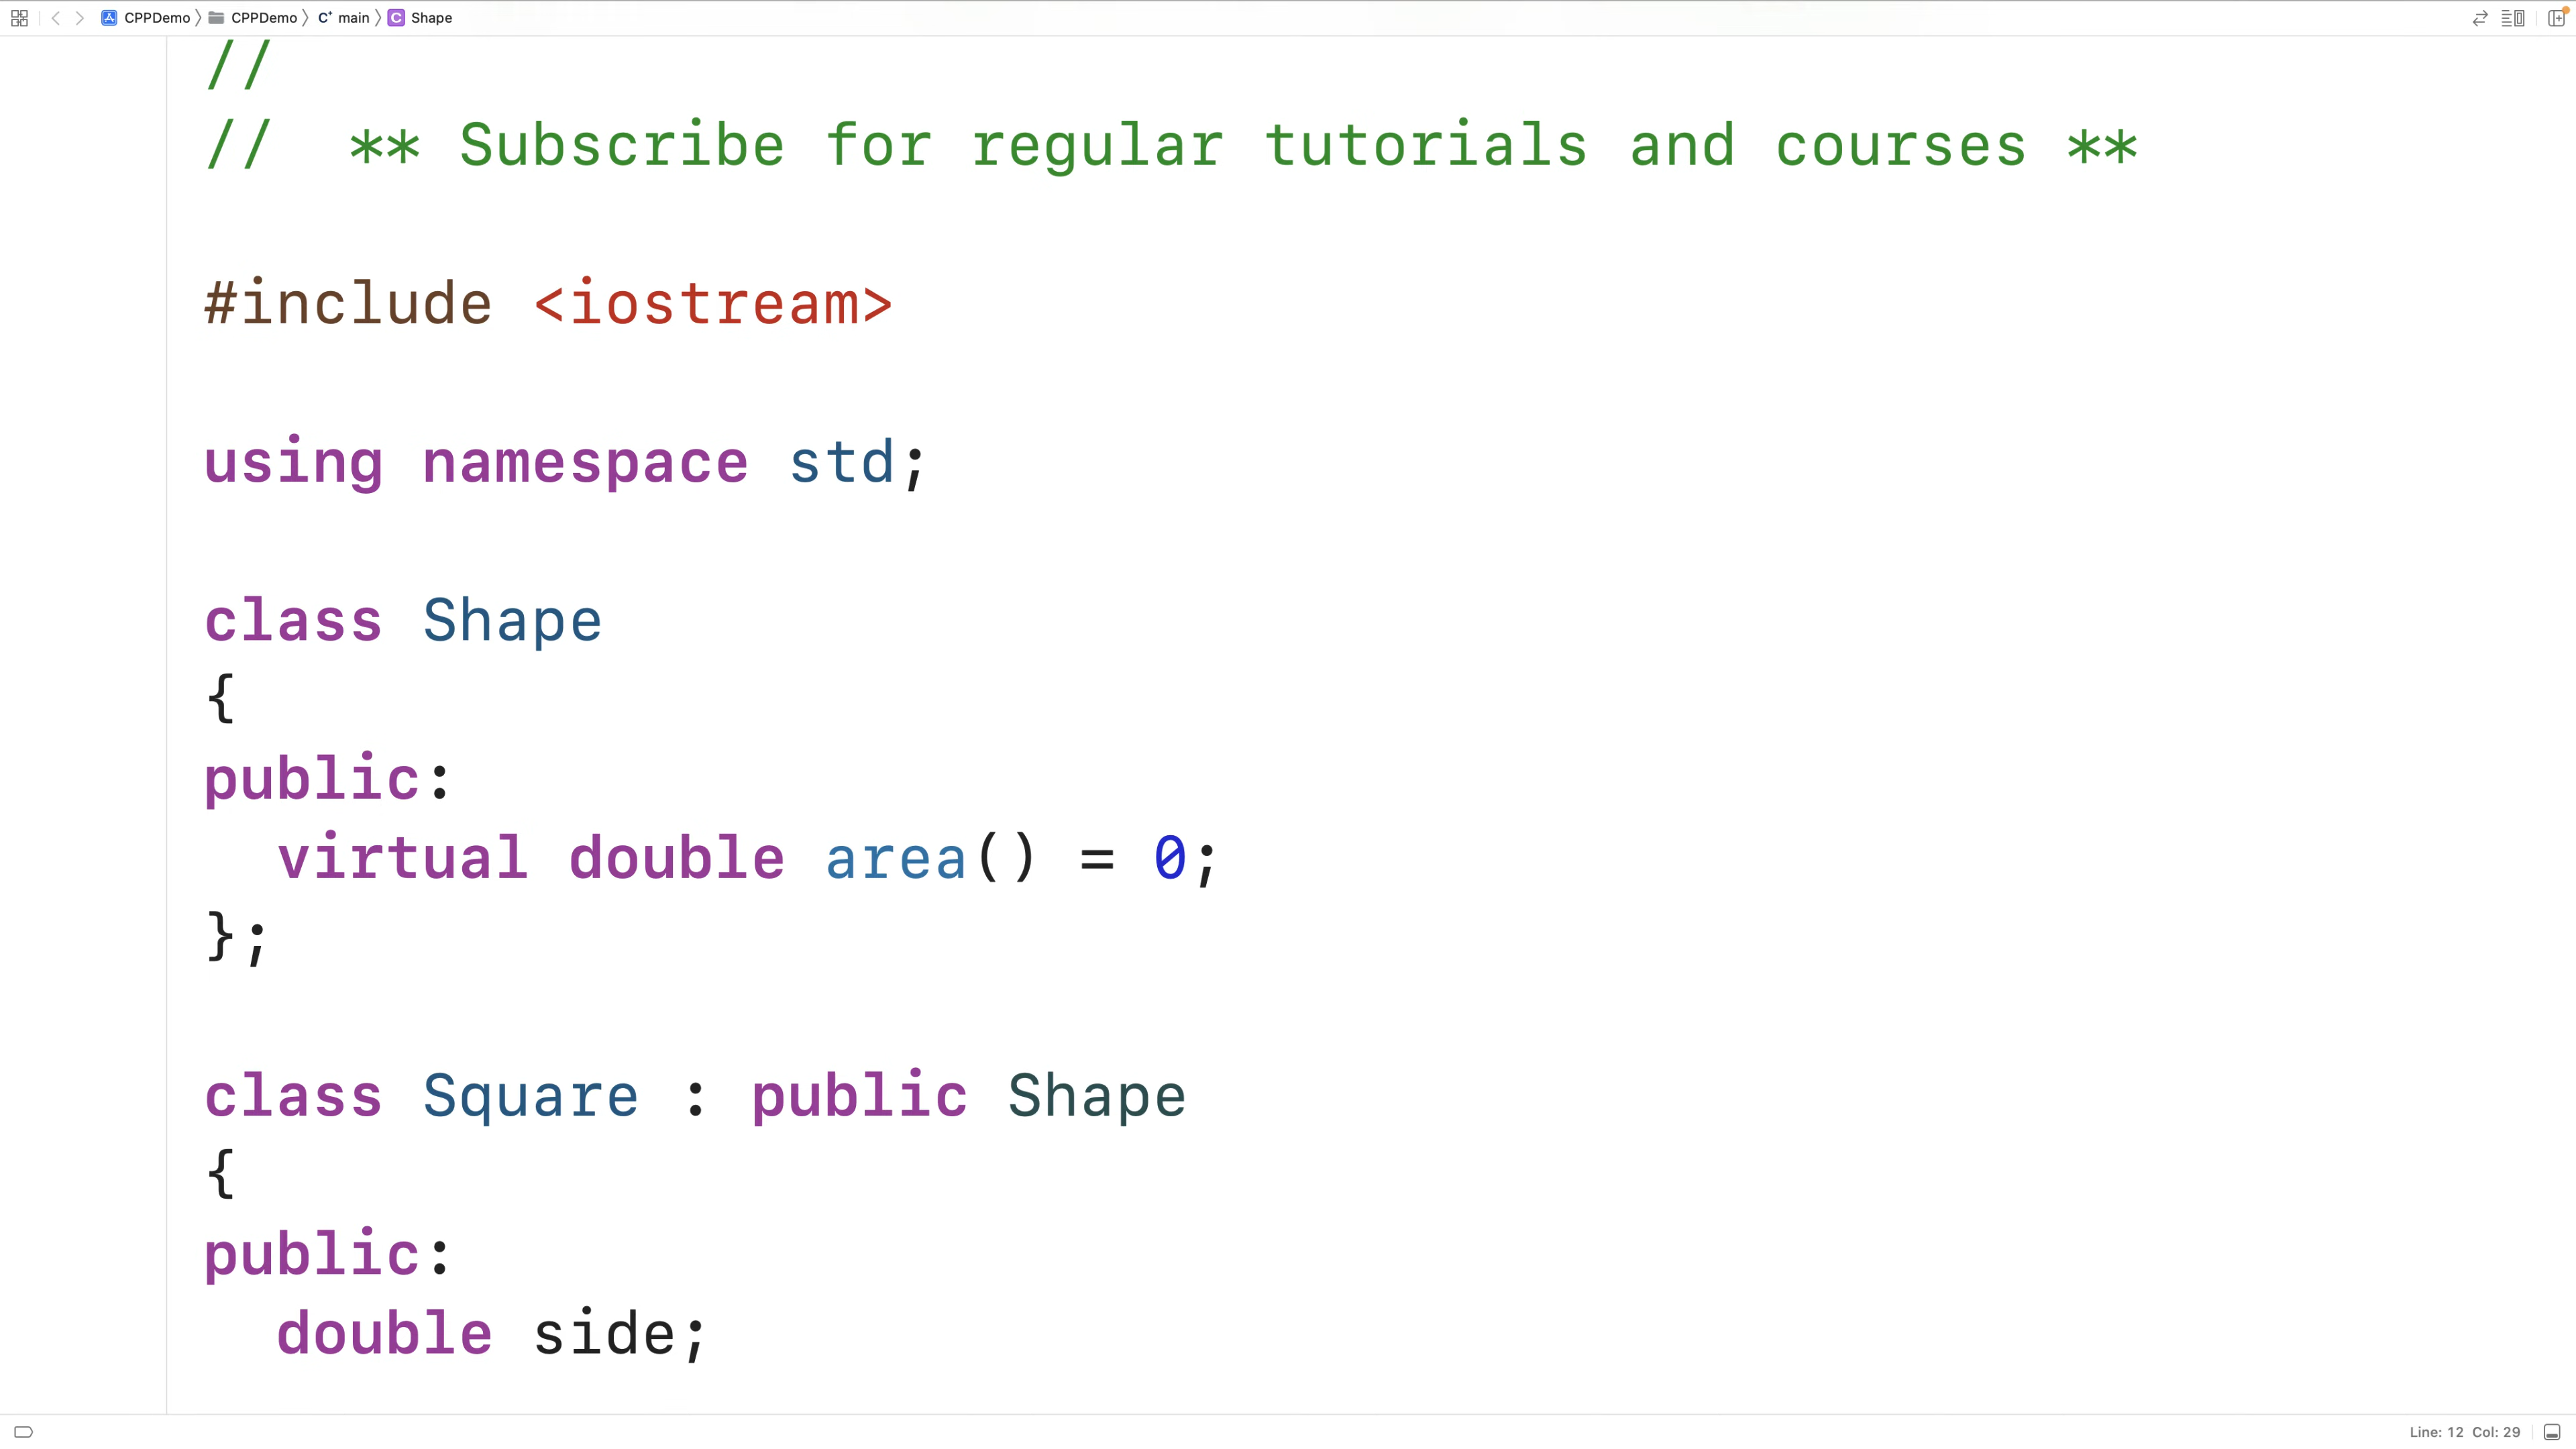 CPPDemo CPPDemo C+ main C Shape
//
// ** Subscribe for regular tutorials and courses **
#include <iostream>
using namespace std;
class Shape
{
public:
virtual double area() = 0;
};
class Square : public Shape
{
public:
double side;
Line: 12 Col: 29